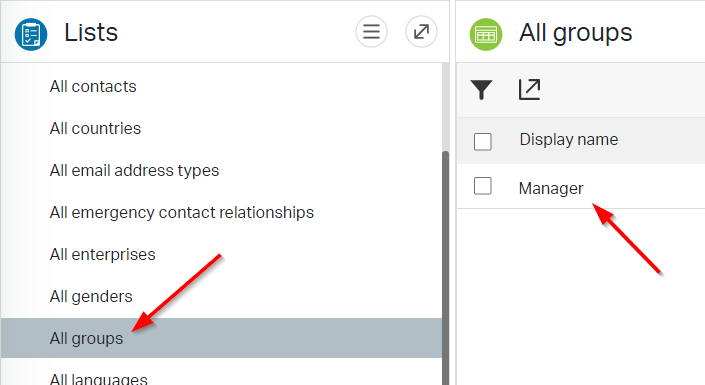 Lists
All contacts
All countries
All email address types
All emergency contact relationships
All enterprises
All genders
All groups
All languages
All groups
Display name
Manager